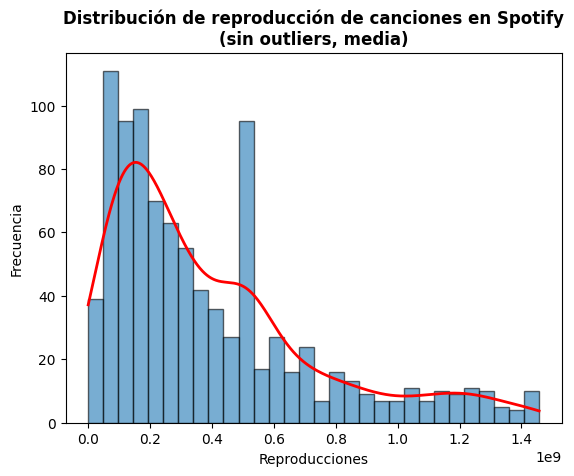 Distribución de reproducción de canciones en Spotify
(sin outliers, media)
Frecuencia
100
80
60
40
20
0
0.0 0.2 0.4 0.6 0.8 1.0 1.2 1.4
1e9
Reproducciones